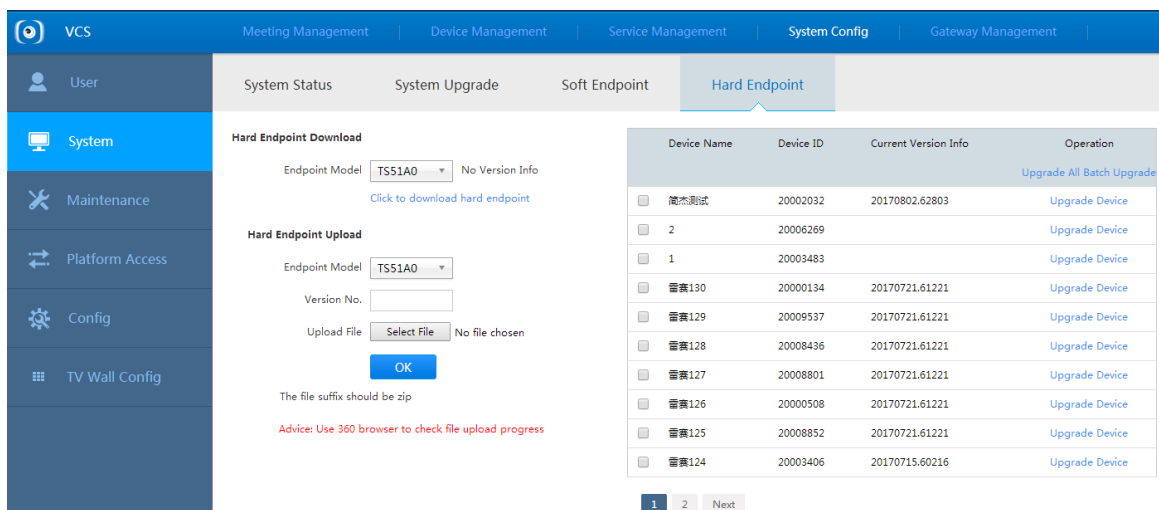 VCS Meeting Management Device Management Service Management System Config Gateway Management
User
System
Maintenance
Platform Access
Config
TV Wall Config
System Status System Upgrade Soft Endpoint Hard Endpoint
Hard Endpoint Download
Endpoint Model TS51A0 No Version Info
Click to download hard endpoint
Hard Endpoint Upload
Endpoint Model TS51A0
Version No.
Upload File Select File No file chosen
OK
The file suffix should be zip
Advice: Use 360 browser to check file upload progress
Device Name Device ID Current Version Info Operation
Upgrade All Batch Upgrade
简杰测试 20002032 20170802.62803 Upgrade Device
2 20006269 Upgrade Device
1 20003483 Upgrade Device
雷赛130 20000134 20170721.61221 Upgrade Device
雷赛129 20009537 20170721.61221 Upgrade Device
雷赛128 20008436 20170721.61221 Upgrade Device
雷赛127 20008801 20170721.61221 Upgrade Device
雷赛126 20000508 20170721.61221 Upgrade Device
雷赛125 20008852 20170721.61221 Upgrade Device
雷赛124 20003406 20170715.60216 Upgrade Device
1 2 Next